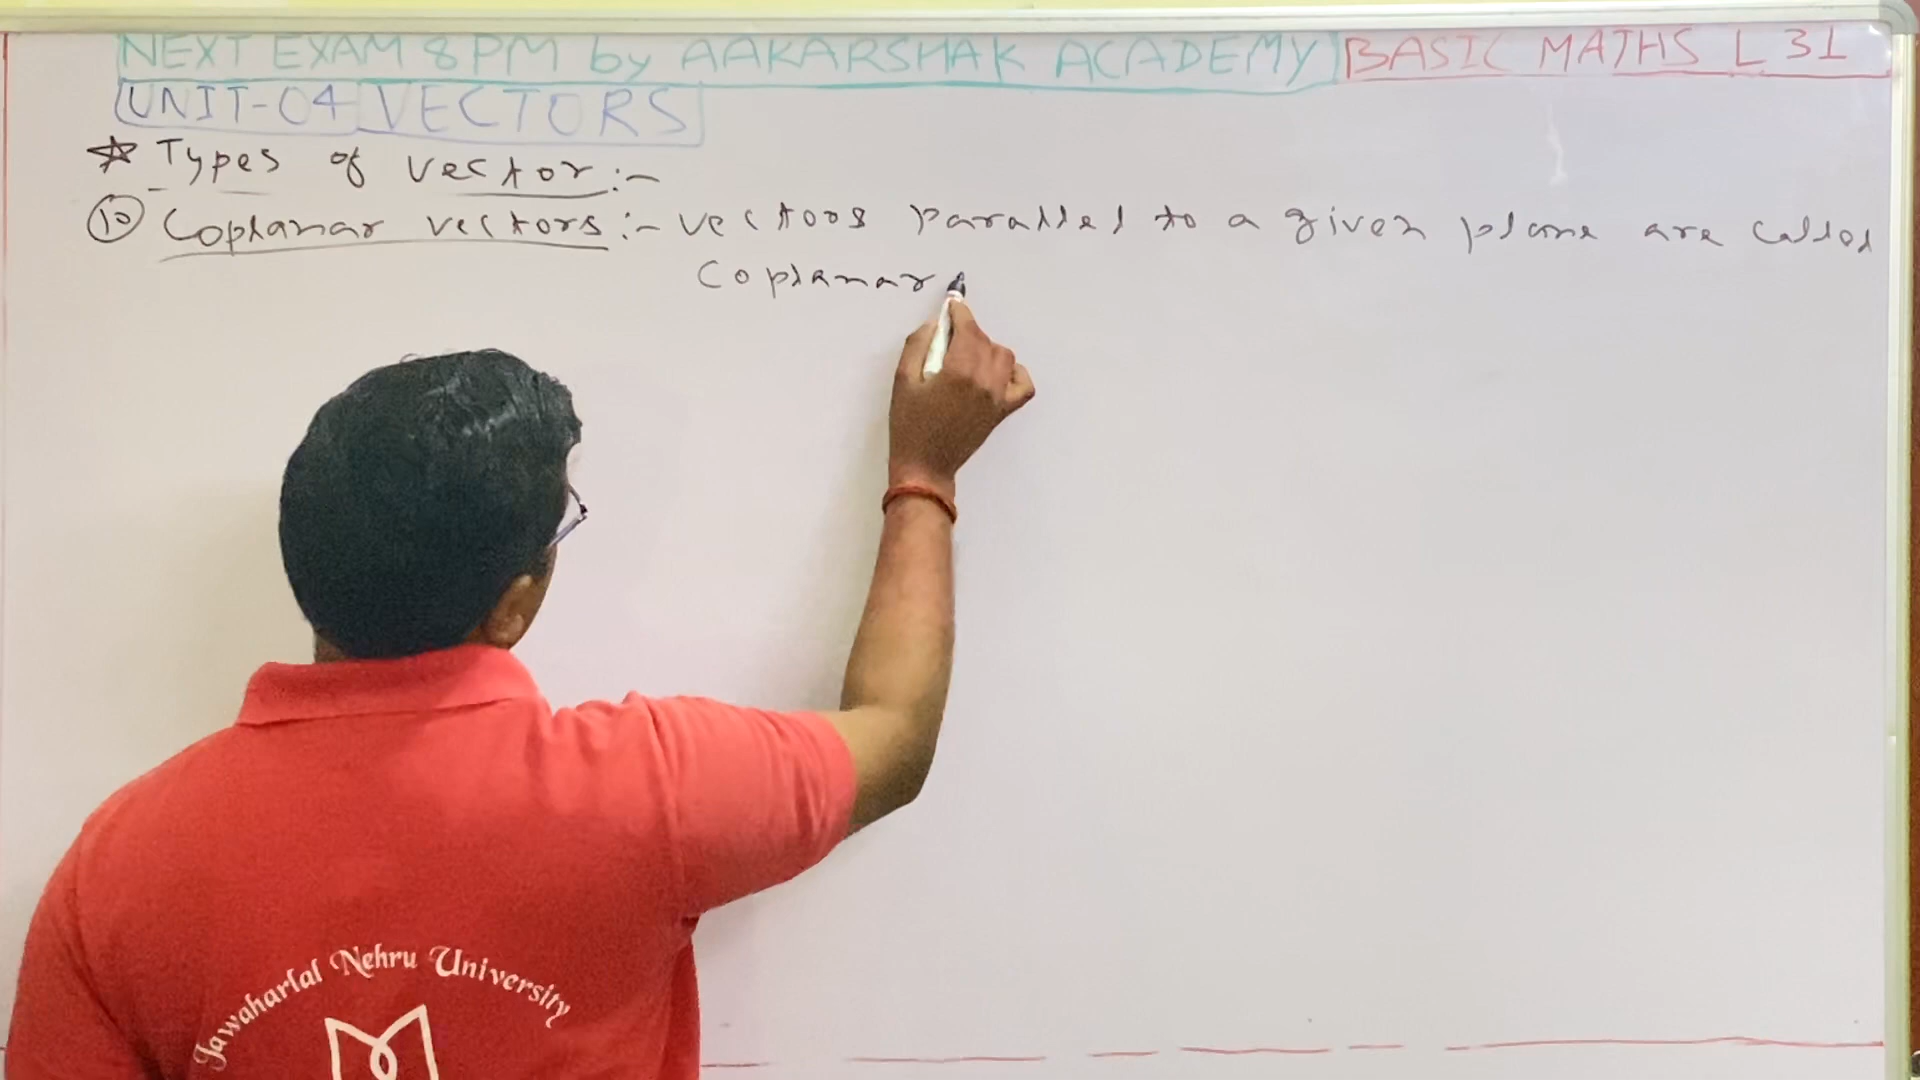 NEXT EXAM 8 PM by AAKARSHAK ACADEMY BASIC MATHS L 31
UNIT-04 VECTORS
☆ Types of vector :-
10 Coplanar vectors :- vectors parallel to a given plane are called
Coplanar
Jawaharlal Nehru University